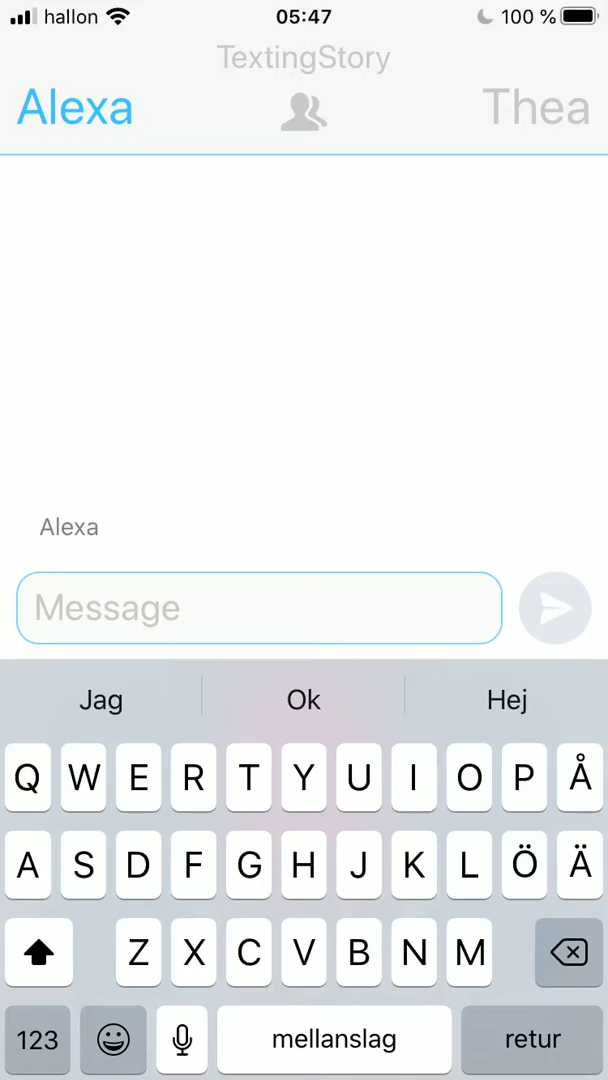 hallon 05:47 100 %
TextingStory
Alexa Thea
Alexa
Message
Jag Ok Hej
Q W E R T Y U I O P Å
A S D F G H J K L Ö Ä
Z X C V B N M
123 mellanslag retur